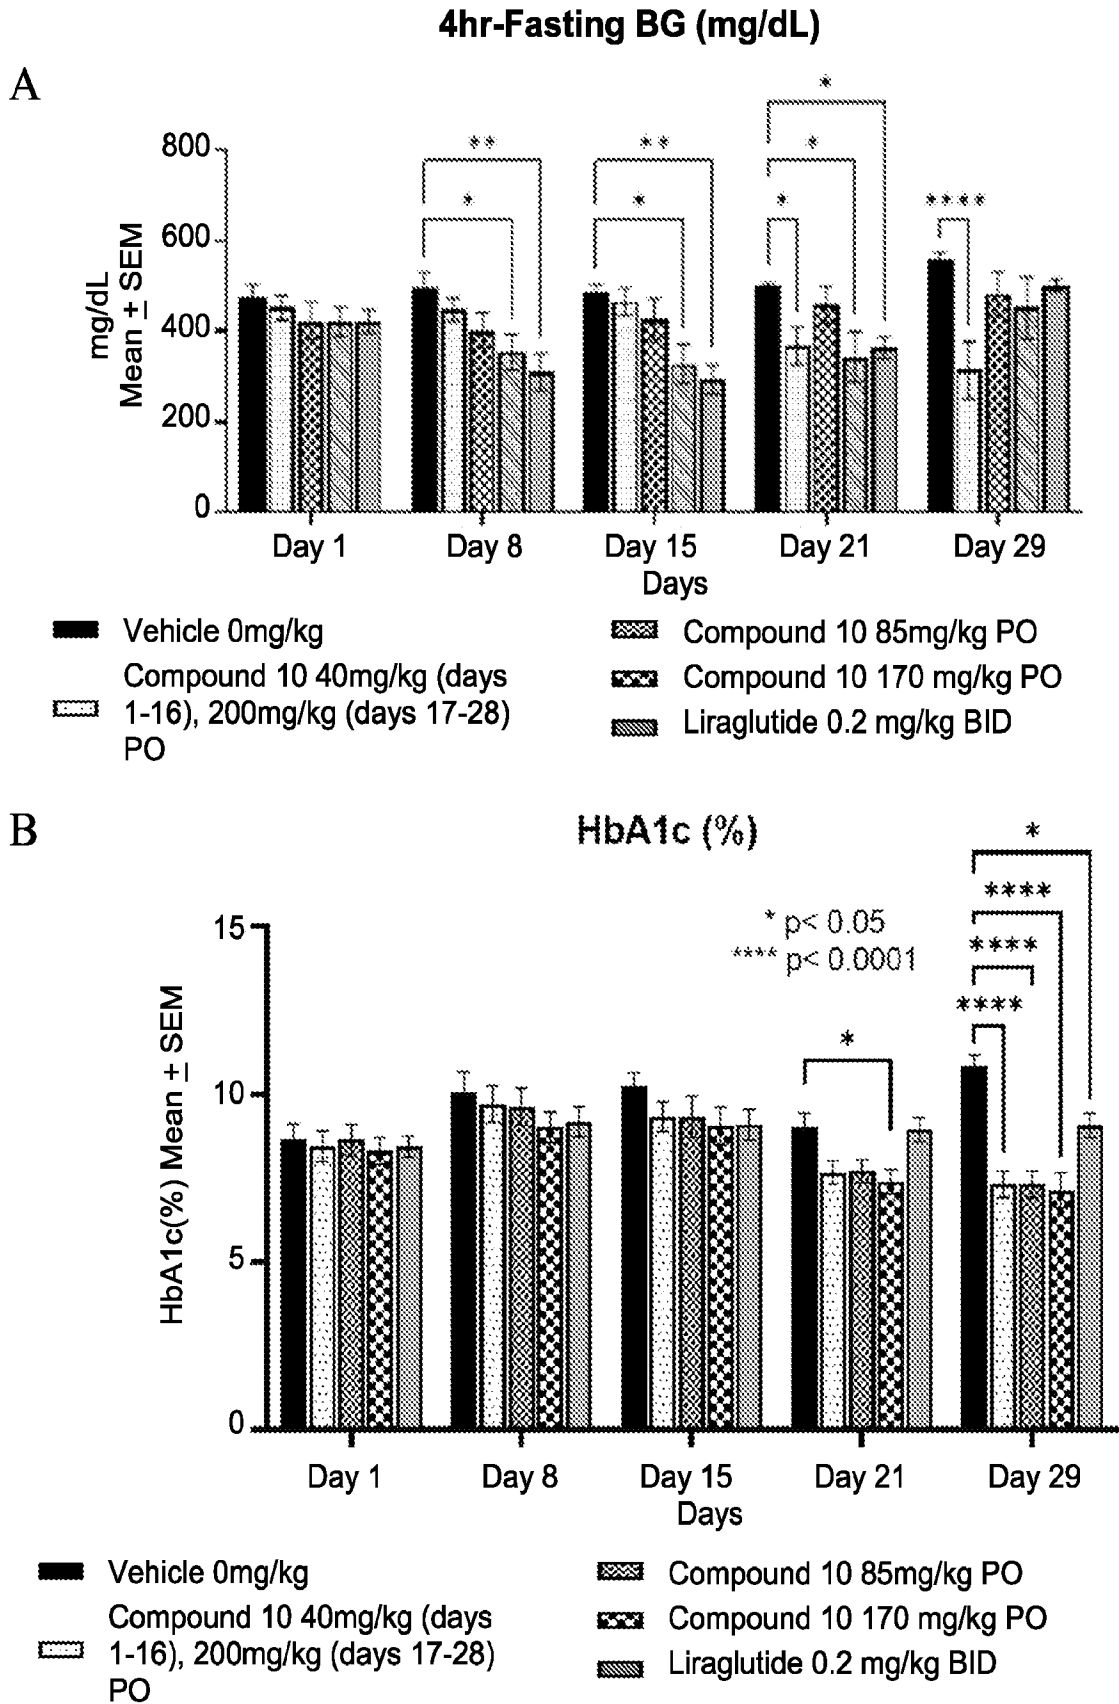 4hr-Fasting BG (mg/dL)
A
*
** ** *
* * * ****
800
600
400
200
0
mg/dL
Mean ± SEM
Day 1 Day 8 Day 15 Day 21 Day 29
Days
Vehicle 0mg/kg
Compound 10 40mg/kg (days
1-16), 200mg/kg (days 17-28)
PO
Compound 10 85mg/kg PO
Compound 10 170 mg/kg PO
Liraglutide 0.2 mg/kg BID
B
HbA1c (%)
*
****
****
****
*
* p< 0.05
**** p< 0.0001
15
10
5
0
HbA1c(%) Mean ± SEM
Day 1 Day 8 Day 15 Day 21 Day 29
Days
Vehicle 0mg/kg
Compound 10 40mg/kg (days
1-16), 200mg/kg (days 17-28)
PO
Compound 10 85mg/kg PO
Compound 10 170 mg/kg PO
Liraglutide 0.2 mg/kg BID